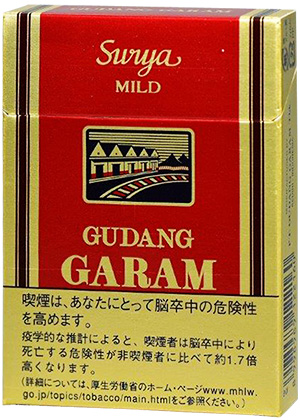 Surya
MILD
GUDANG
GARAM
喫煙は、あなたにとって脳卒中の危険性
を高めます。
疫学的な推計によると、喫煙者は脳卒中により
死亡する危険性が非喫煙者に比べて約1.7倍
高くなります。
(詳細については、厚生労働省のホーム・ページwww.mhlw.
go.jp/topics/tobacco/main.htmlをご参照ください。)